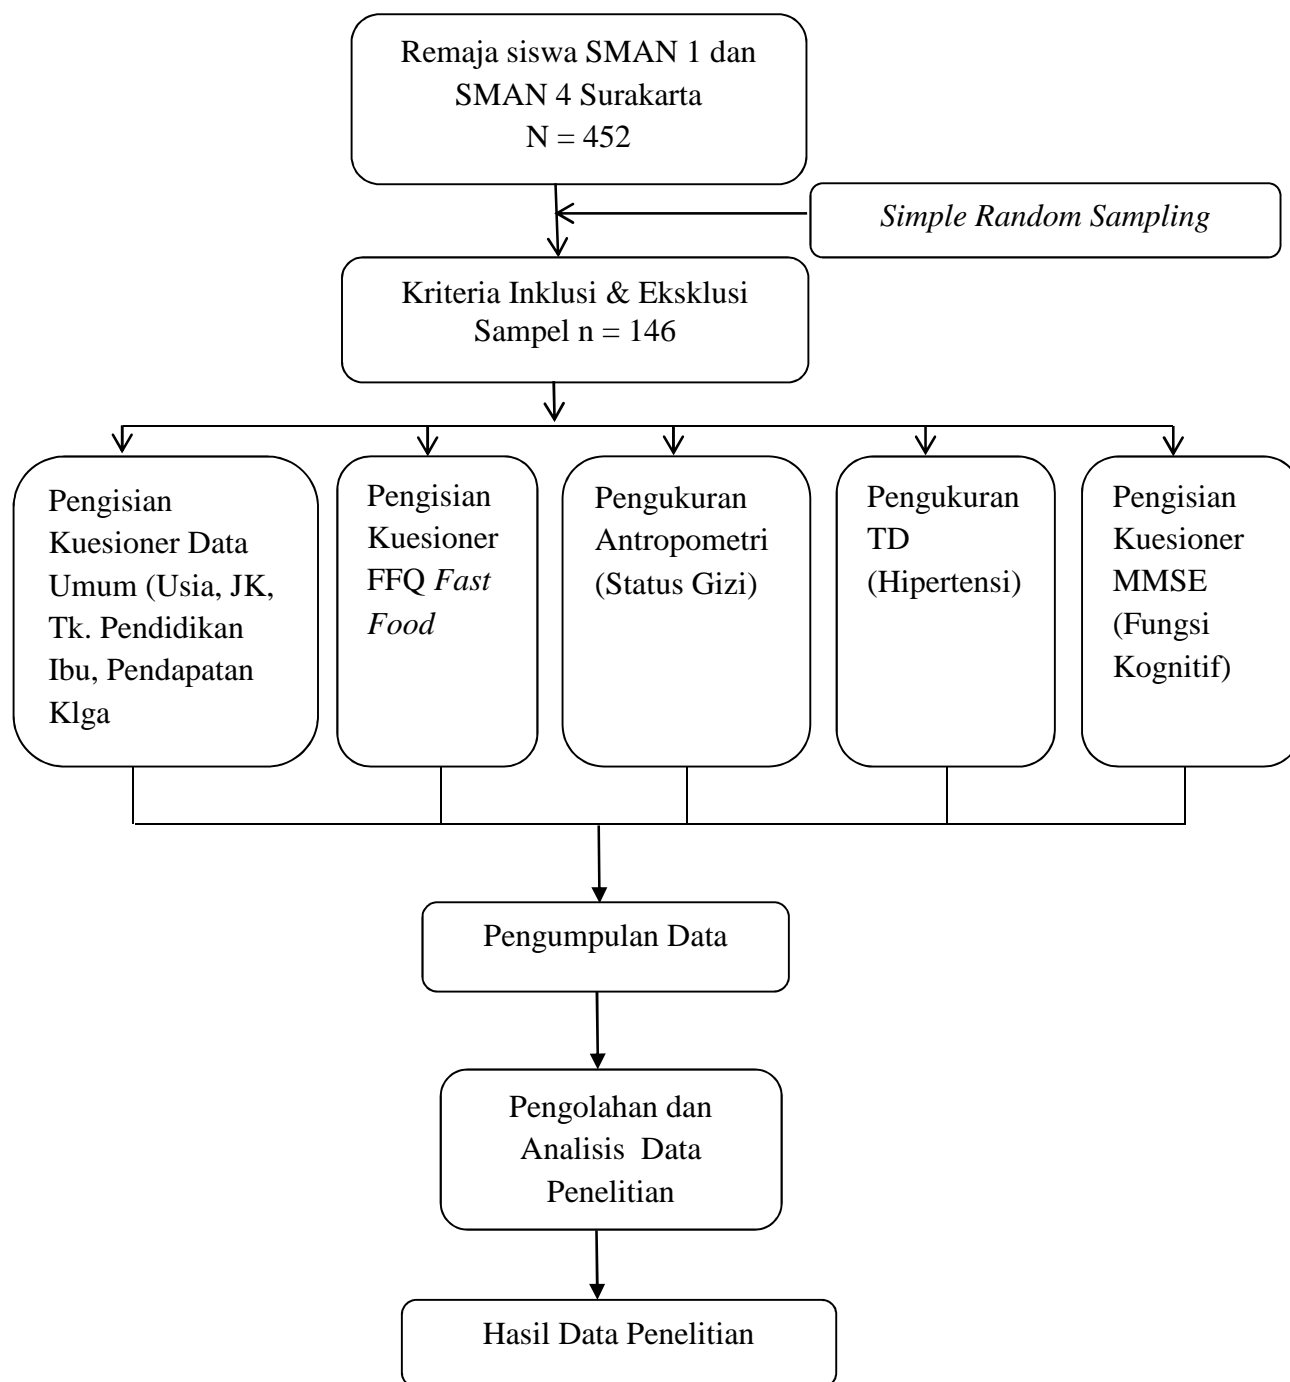 Remaja siswa SMAN 1 dan
SMAN 4 Surakarta
N = 452
Simple Random Sampling
Kriteria Inklusi & Eksklusi
Sampel n = 146
Pengisian
Kuesioner Data
Umum (Usia, JK,
Tk. Pendidikan
Ibu, Pendapatan
Klga
Pengisian
Kuesioner
FFQ Fast
Food
Pengukuran
Antropometri
(Status Gizi)
Pengukuran
TD
(Hipertensi)
Pengisian
Kuesioner
MMSE
(Fungsi
Kognitif)
Pengumpulan Data
Pengolahan dan
Analisis  Data
Penelitian
Hasil Data Penelitian